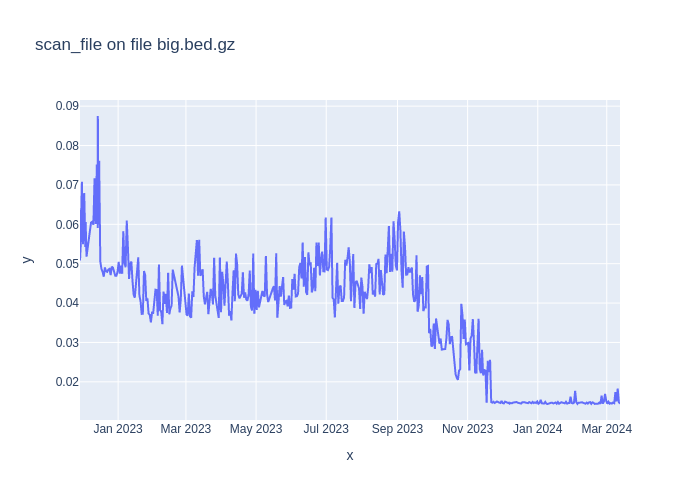 scan_file on file big.bed.gz
0.09
0.08
0.07
0.06
0.05
0.04
0.03
0.02
y
Jan 2023 Mar 2023 May 2023 Jul 2023 Sep 2023 Nov 2023 Jan 2024 Mar 2024
x